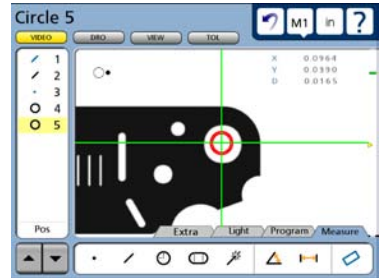 Circle 5
M1 in ?
VIDEO DRO VIEW TOL
1
2
3
4
5
X 0.0964
Y 0.0390
D 0.0165
Pos
Extra Light Program Measure